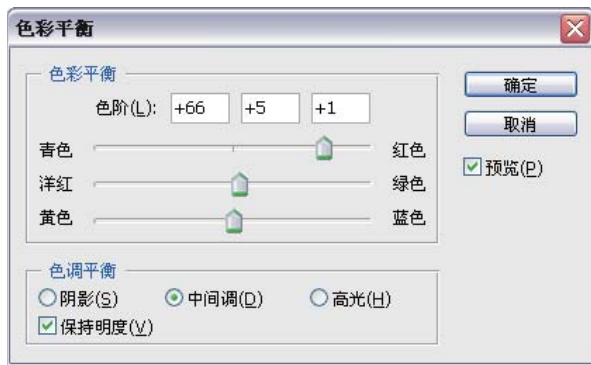 色彩平衡
色彩平衡
色阶(L): +66 +5 +1
青色 红色
洋红 绿色
黄色 蓝色
确定
取消
预览(P)
色调平衡
阴影(S) 中间调(D) 高光(H)
保持明度(V)